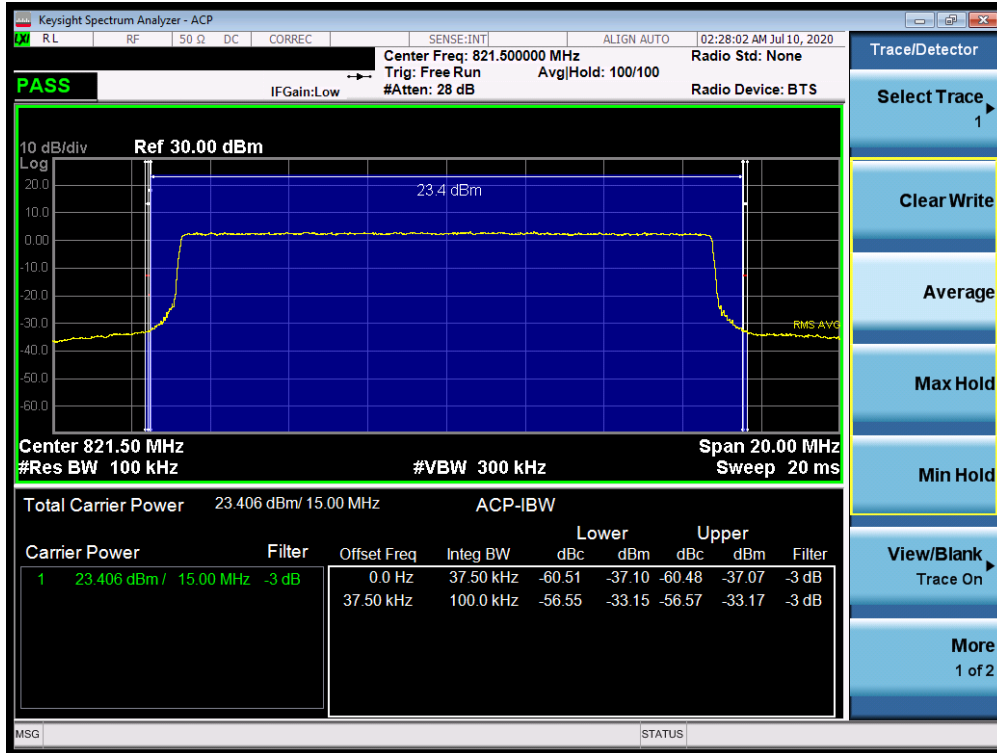 Keysight Spectrum Analyzer - ACP
LXI RL RF 50 Ω DC CORREC SENSE:INT ALIGN AUTO 02:28:02 AM Jul 10, 2020
Center Freq: 821.500000 MHz Radio Std: None
Trig: Free Run Avg|Hold: 100/100
PASS IFGain:Low #Atten: 28 dB Radio Device: BTS
10 dB/div Ref 30.00 dBm
Log
20.0
23.4 dBm
10.0
0.00
-10.0
-20.0
-30.0
RMS AVG
-40.0
-50.0
-60.0
Center 821.50 MHz Span 20.00 MHz
#Res BW 100 kHz #VBW 300 kHz Sweep 20 ms
Total Carrier Power 23.406 dBm/ 15.00 MHz ACP-IBW
Lower Upper
Carrier Power Filter Offset Freq Integ BW dBc dBm dBc dBm Filter
1 23.406 dBm / 15.00 MHz -3 dB 0.0 Hz 37.50 kHz -60.51 -37.10 -60.48 -37.07 -3 dB
37.50 kHz 100.0 kHz -56.55 -33.15 -56.57 -33.17 -3 dB
MSG STATUS
Trace/Detector
Select Trace
1
Clear Write
Average
Max Hold
Min Hold
View/Blank
Trace On
More
1 of 2